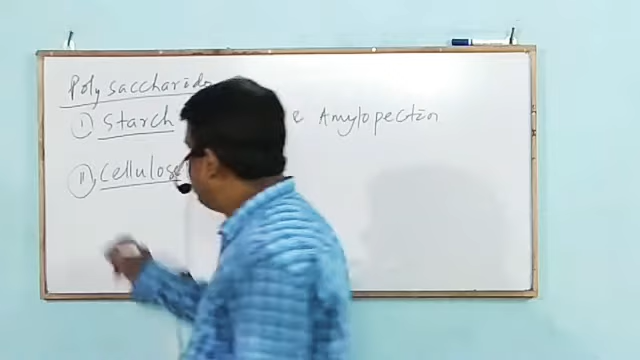 Polysaccharide
i) Starch & Amylopectin
ii) Cellulose